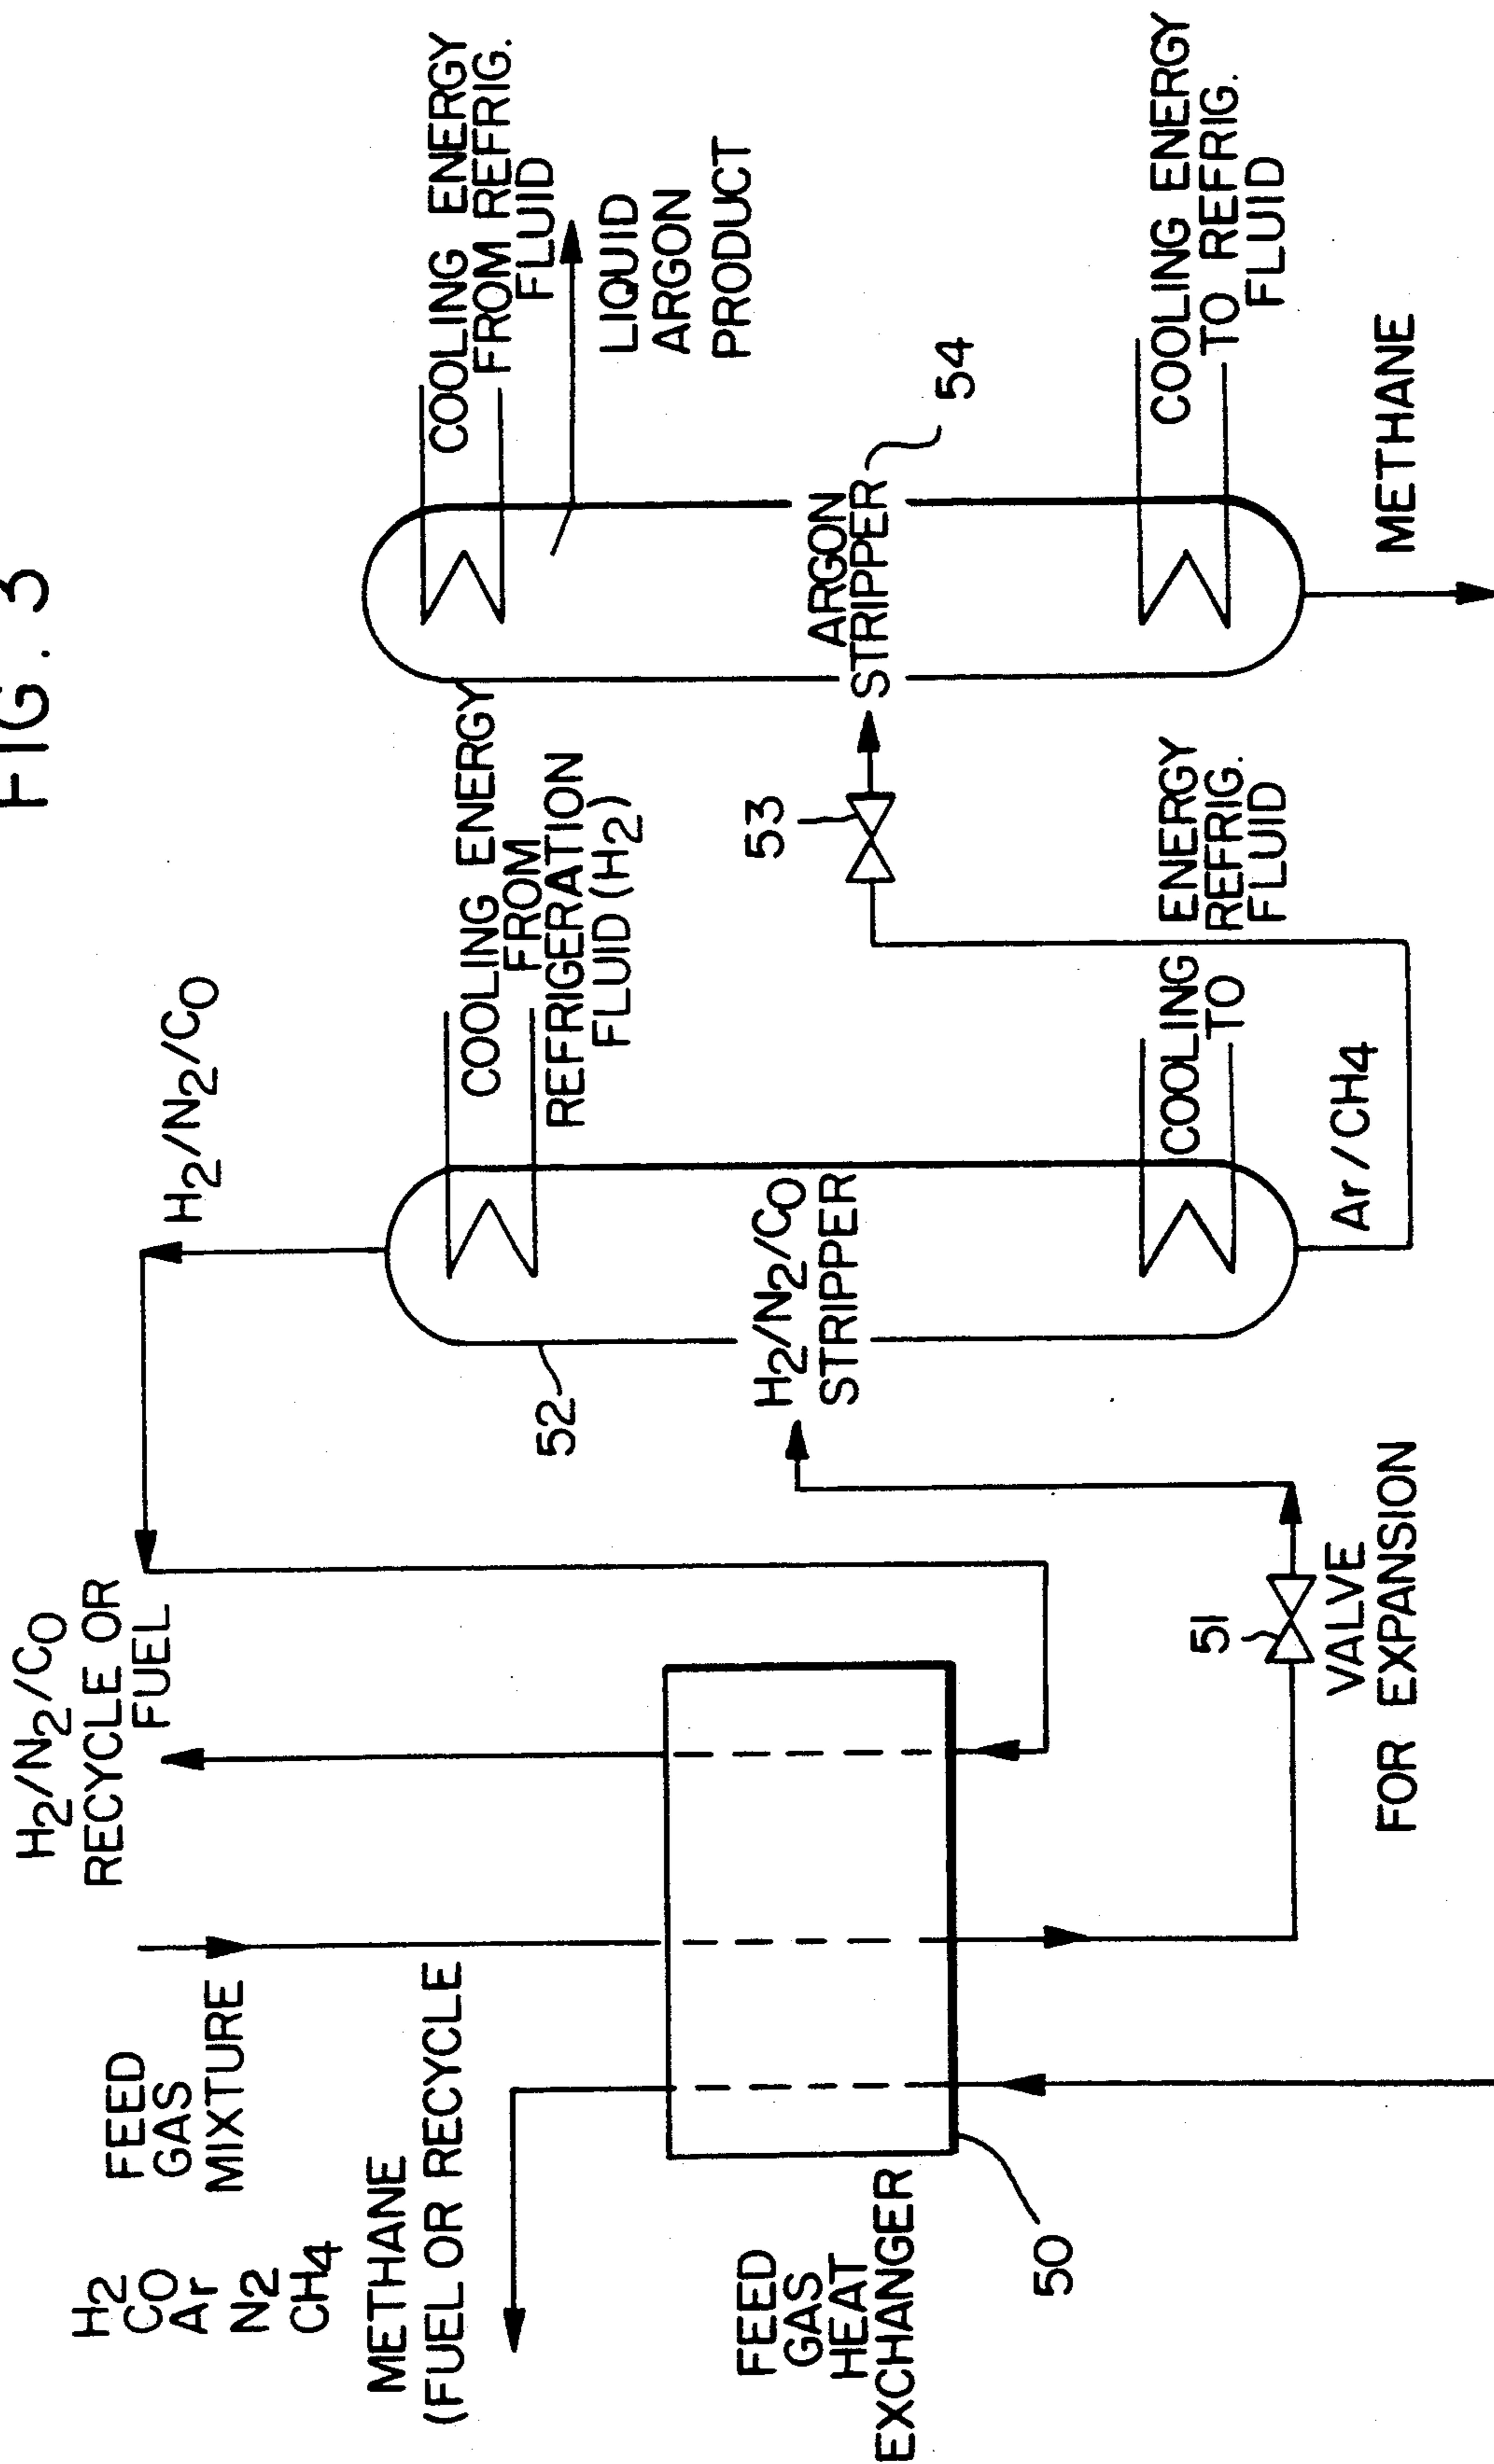 FIG. 3
H2
CO
Ar
N2
CH4
FEED
GAS
MIXTURE
H2/N2/CO
RECYCLE OR
FUEL
H2/N2/CO
METHANE
(FUEL OR RECYCLE
FEED
GAS
HEAT
EXCHANGER
50
51
VALVE
FOR EXPANSION
52
H2/N2/CO
STRIPPER
COOLING ENERGY
FROM
REFRIGERATION
FLUID (H2)
COOLING ENERGY
TO REFRIG.
FLUID
Ar/CH4
53
ARGON
STRIPPER
54
COOLING ENERGY
FROM REFRIG.
FLUID
LIQUID
ARGON
PRODUCT
COOLING ENERGY
TO REFRIG.
FLUID
METHANE